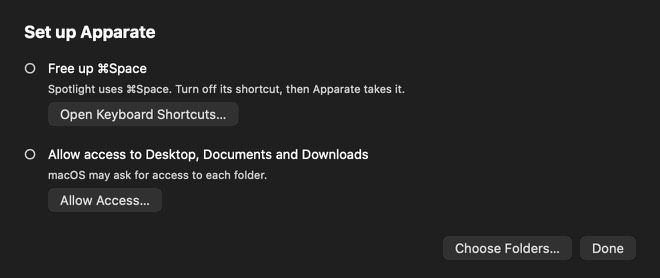 Set up Apparate
Free up ⌘Space
Spotlight uses ⌘Space. Turn off its shortcut, then Apparate takes it.
Open Keyboard Shortcuts...
Allow access to Desktop, Documents and Downloads
macOS may ask for access to each folder.
Allow Access...
Choose Folders... Done